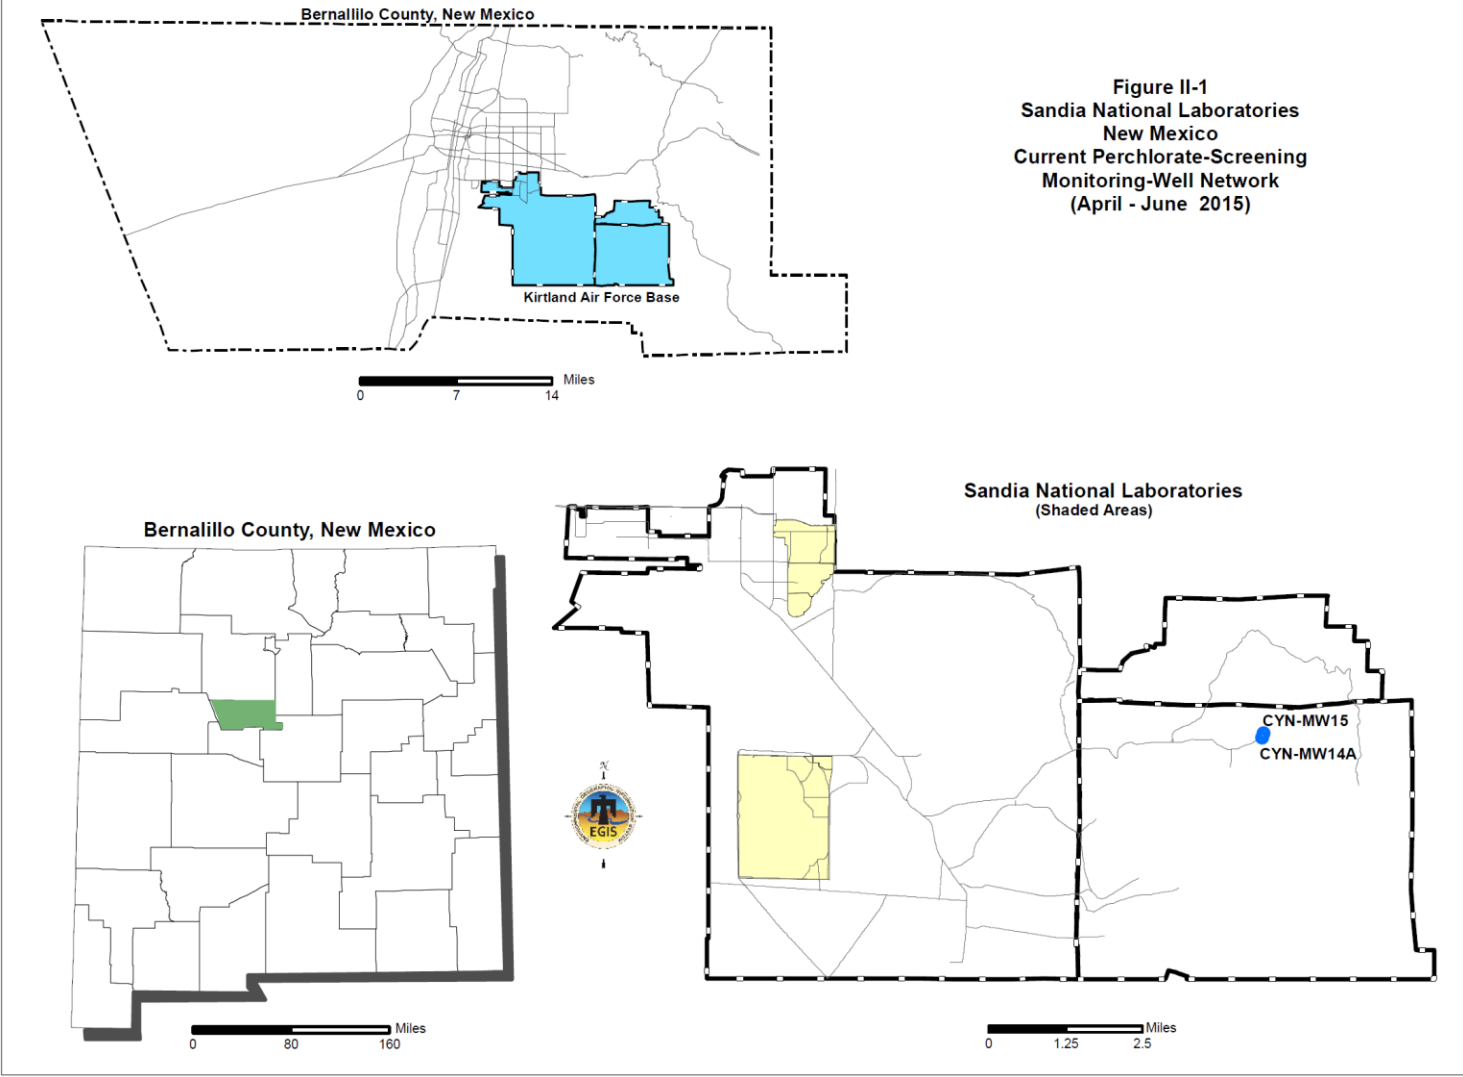 Bernallilo County, New Mexico
Figure II-1
Sandia National Laboratories
New Mexico
Current Perchlorate-Screening
Monitoring-Well Network
(April - June 2015)
Kirtland Air Force Base
Miles
0 7 14
Sandia National Laboratories
(Shaded Areas)
Bernalillo County, New Mexico
CYN-MW15
CYN-MW14A
N
EGIS
Miles
0 80 160
Miles
0 1.25 2.5